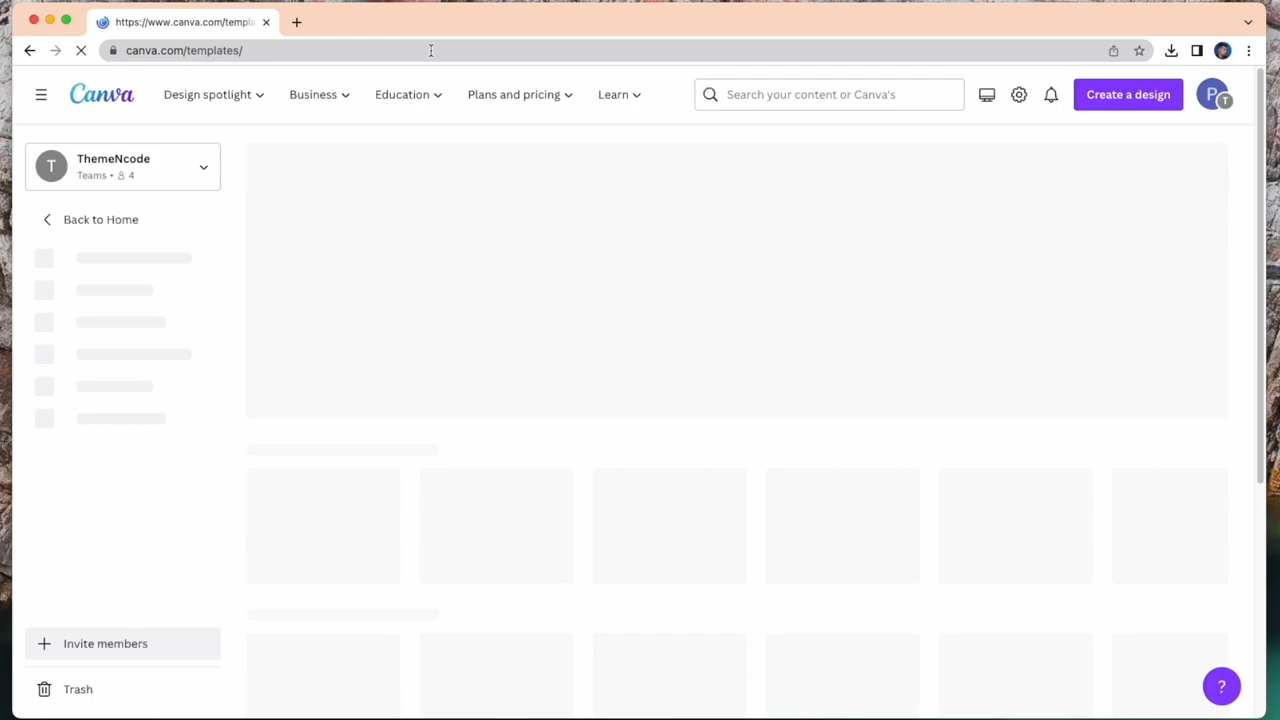 https://www.canva.com/templa
canva.com/templates/
Canva
Design spotlight
Business
Education
Plans and pricing
Learn
Search your content or Canva's
Create a design
P
T
T
ThemeNcode
Teams • 4
Back to Home
Invite members
Trash
?